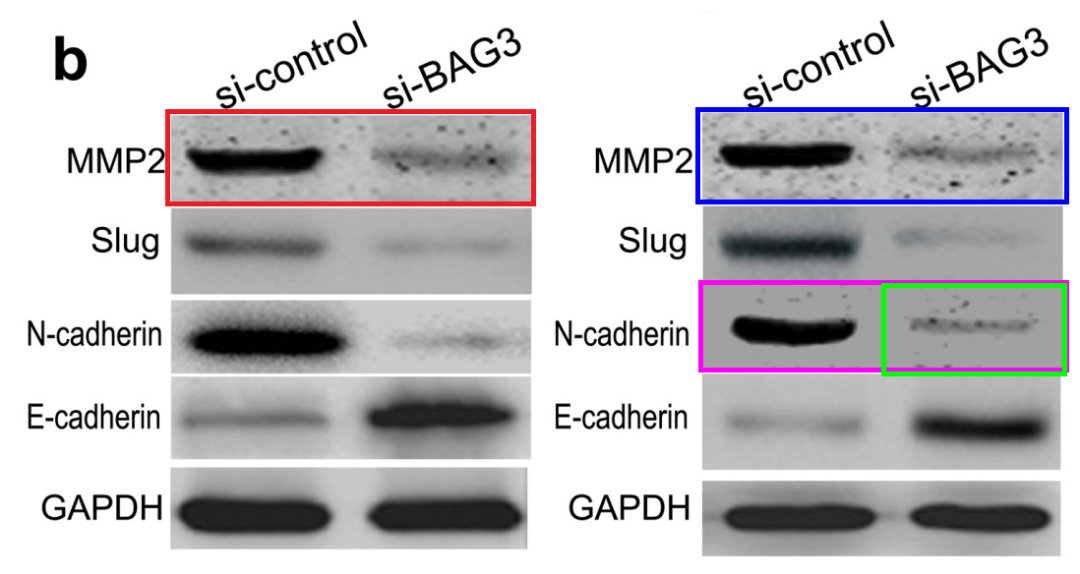 b
si-control si-BAG3
MMP2
Slug
N-cadherin
E-cadherin
GAPDH
si-control si-BAG3
MMP2
Slug
N-cadherin
E-cadherin
GAPDH